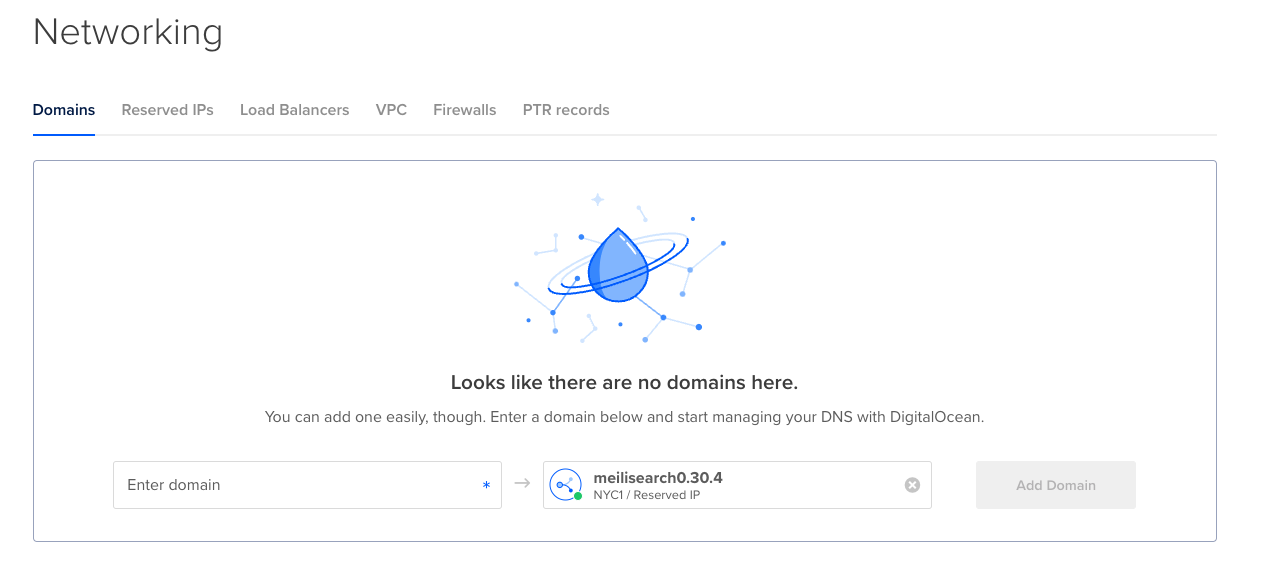 Networking
Domains Reserved IPs Load Balancers VPC Firewalls PTR records
Looks like there are no domains here.
You can add one easily, though. Enter a domain below and start managing your DNS with DigitalOcean.
Enter domain * → meilisearch0.30.4 Add Domain
NYC1 / Reserved IP